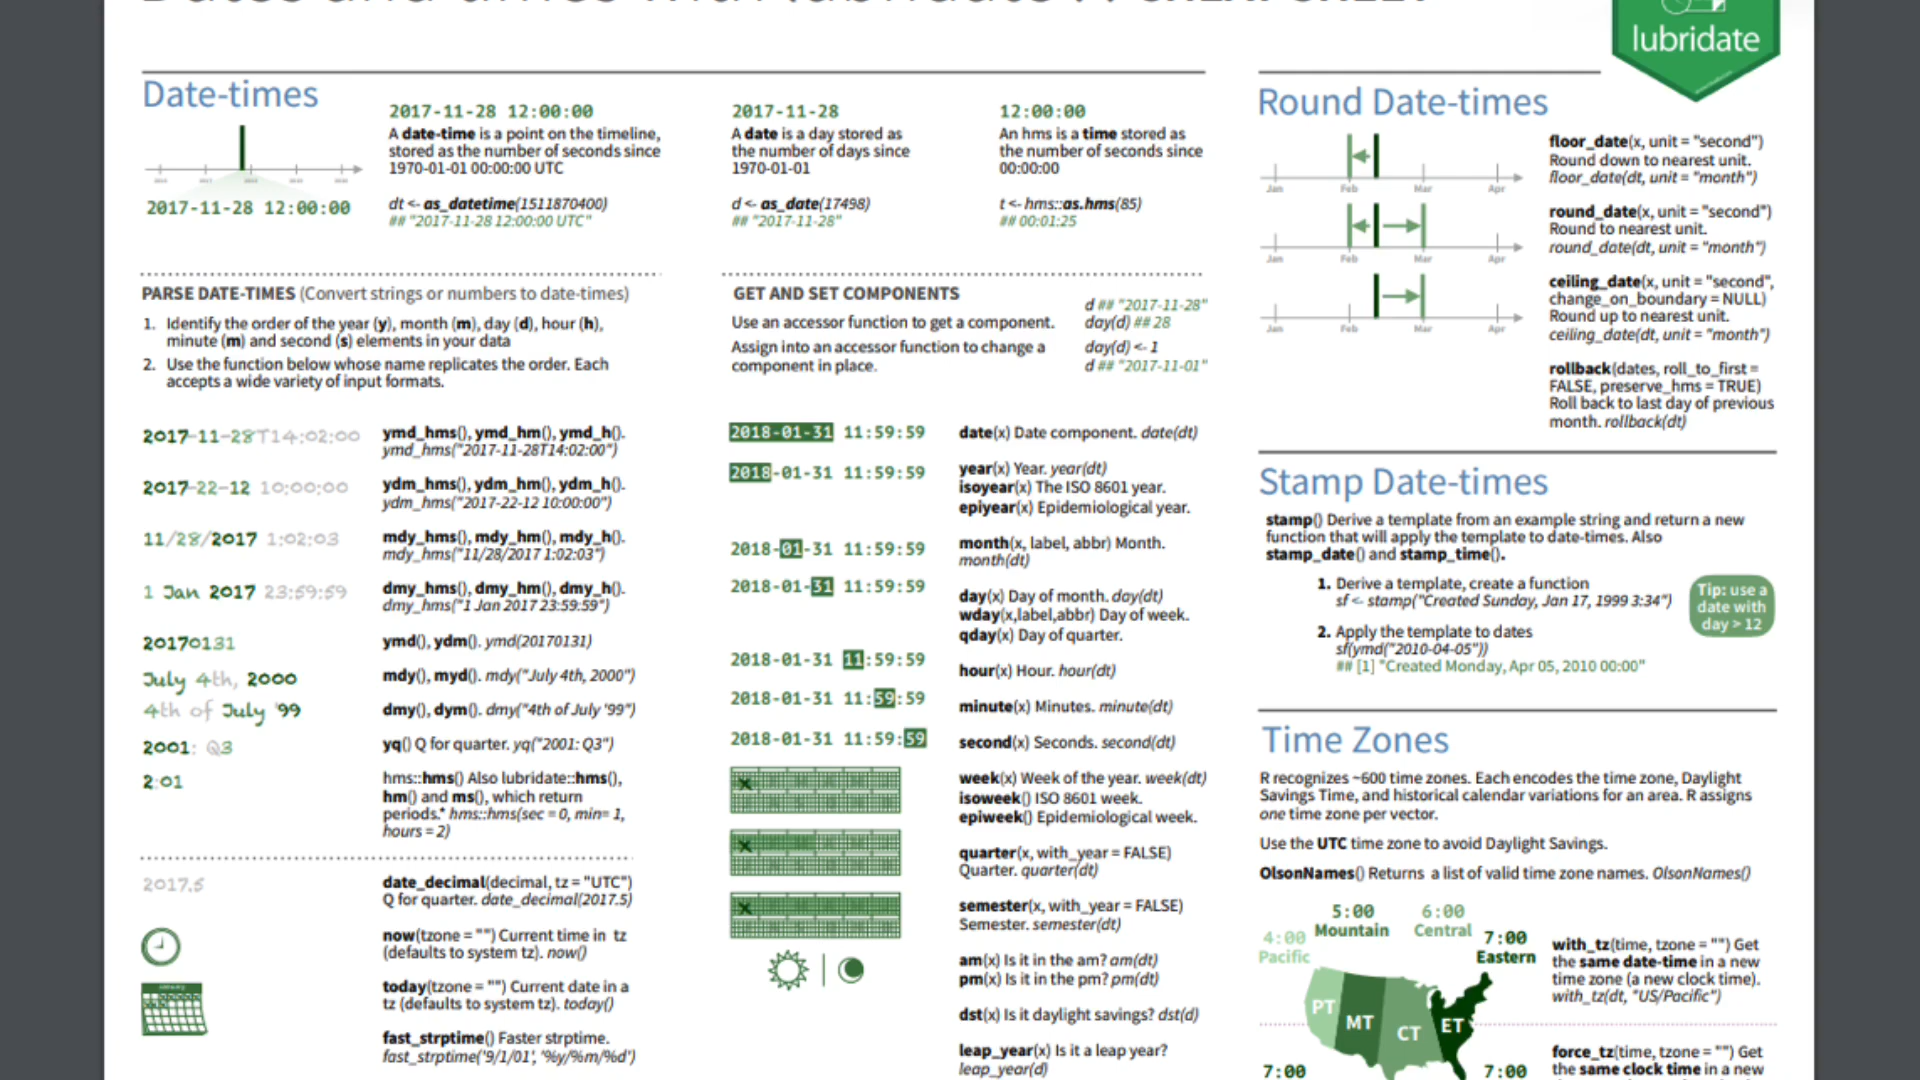 Dates and times with lubridate : : CHEAT SHEET
lubridate
Date-times
2017-11-28 12:00:00
2017-11-28 12:00:00
A date-time is a point on the timeline,
stored as the number of seconds since
1970-01-01 00:00:00 UTC
dt <- as_datetime(1511870400)
## "2017-11-28 12:00:00 UTC"
2017-11-28
A date is a day stored as
the number of days since
1970-01-01
d <- as_date(17498)
## "2017-11-28"
12:00:00
An hms is a time stored as
the number of seconds since
00:00:00
t <- hms::as.hms(85)
## 00:01:25
PARSE DATE-TIMES (Convert strings or numbers to date-times)
1. Identify the order of the year (y), month (m), day (d), hour (h),
minute (m) and second (s) elements in your data
2. Use the function below whose name replicates the order. Each
accepts a wide variety of input formats.
2017-11-28T14:02:00
ymd_hms(), ymd_hm(), ymd_h().
ymd_hms("2017-11-28T14:02:00")
2017-22-12 10:00:00
ydm_hms(), ydm_hm(), ydm_h().
ydm_hms("2017-22-12 10:00:00")
11/28/2017 1:02:03
mdy_hms(), mdy_hm(), mdy_h().
mdy_hms("11/28/2017 1:02:03")
1 Jan 2017 23:59:59
dmy_hms(), dmy_hm(), dmy_h().
dmy_hms("1 Jan 2017 23:59:59")
20170131
ymd(), ydm(). ymd(20170131)
July 4th, 2000
mdy(), myd(). mdy("July 4th, 2000")
4th of July '99
dmy(), dym(). dmy("4th of July '99")
2001: Q3
yq() Q for quarter. yq("2001: Q3")
2:01
hms::hms() Also lubridate::hms(),
hm() and ms(), which return
periods.* hms::hms(sec = 0, min= 1,
hours = 2)
2017.5
date_decimal(decimal, tz = "UTC")
Q for quarter. date_decimal(2017.5)
now(tzone = "") Current time in tz
(defaults to system tz). now()
today(tzone = "") Current date in a
tz (defaults to system tz). today()
fast_strptime() Faster strptime.
fast_strptime('9/1/01', '%y/%m/%d')
GET AND SET COMPONENTS
Use an accessor function to get a component.
Assign into an accessor function to change a
component in place.
d ## "2017-11-28"
day(d) ## 28
day(d) <- 1
d ## "2017-11-01"
2018-01-31 11:59:59
date(x) Date component. date(dt)
2018-01-31 11:59:59
year(x) Year. year(dt)
isoyear(x) The ISO 8601 year.
epiyear(x) Epidemiological year.
2018-01-31 11:59:59
month(x, label, abbr) Month.
month(dt)
2018-01-31 11:59:59
day(x) Day of month. day(dt)
wday(x,label,abbr) Day of week.
qday(x) Day of quarter.
2018-01-31 11:59:59
hour(x) Hour. hour(dt)
2018-01-31 11:59:59
minute(x) Minutes. minute(dt)
2018-01-31 11:59:59
second(x) Seconds. second(dt)
week(x) Week of the year. week(dt)
isoweek() ISO 8601 week.
epiweek() Epidemiological week.
quarter(x, with_year = FALSE)
Quarter. quarter(dt)
semester(x, with_year = FALSE)
Semester. semester(dt)
am(x) Is it in the am? am(dt)
pm(x) Is it in the pm? pm(dt)
dst(x) Is it daylight savings? dst(d)
leap_year(x) Is it a leap year?
leap_year(d)
Round Date-times
Jan Feb Mar Apr
floor_date(x, unit = "second")
Round down to nearest unit.
floor_date(dt, unit = "month")
Jan Feb Mar Apr
round_date(x, unit = "second")
Round to nearest unit.
round_date(dt, unit = "month")
Jan Feb Mar Apr
ceiling_date(x, unit = "second",
change_on_boundary = NULL)
Round up to nearest unit.
ceiling_date(dt, unit = "month")
rollback(dates, roll_to_first =
FALSE, preserve_hms = TRUE)
Roll back to last day of previous
month. rollback(dt)
Stamp Date-times
stamp() Derive a template from an example string and return a new
function that will apply the template to date-times. Also
stamp_date() and stamp_time().
1. Derive a template, create a function
sf <- stamp("Created Sunday, Jan 17, 1999 3:34")
2. Apply the template to dates
sf(ymd("2010-04-05"))
## [1] "Created Monday, Apr 05, 2010 00:00"
Tip: use a
date with
day > 12
Time Zones
R recognizes ~600 time zones. Each encodes the time zone, Daylight
Savings Time, and historical calendar variations for an area. R assigns
one time zone per vector.
Use the UTC time zone to avoid Daylight Savings.
OlsonNames() Returns a list of valid time zone names. OlsonNames()
4:00
Pacific
5:00
Mountain
6:00
Central
7:00
Eastern
PT
MT
CT
ET
with_tz(time, tzone = "") Get
the same date-time in a new
time zone (a new clock time).
with_tz(dt, "US/Pacific")
7:00
7:00
force_tz(time, tzone = "") Get
the same clock time in a new